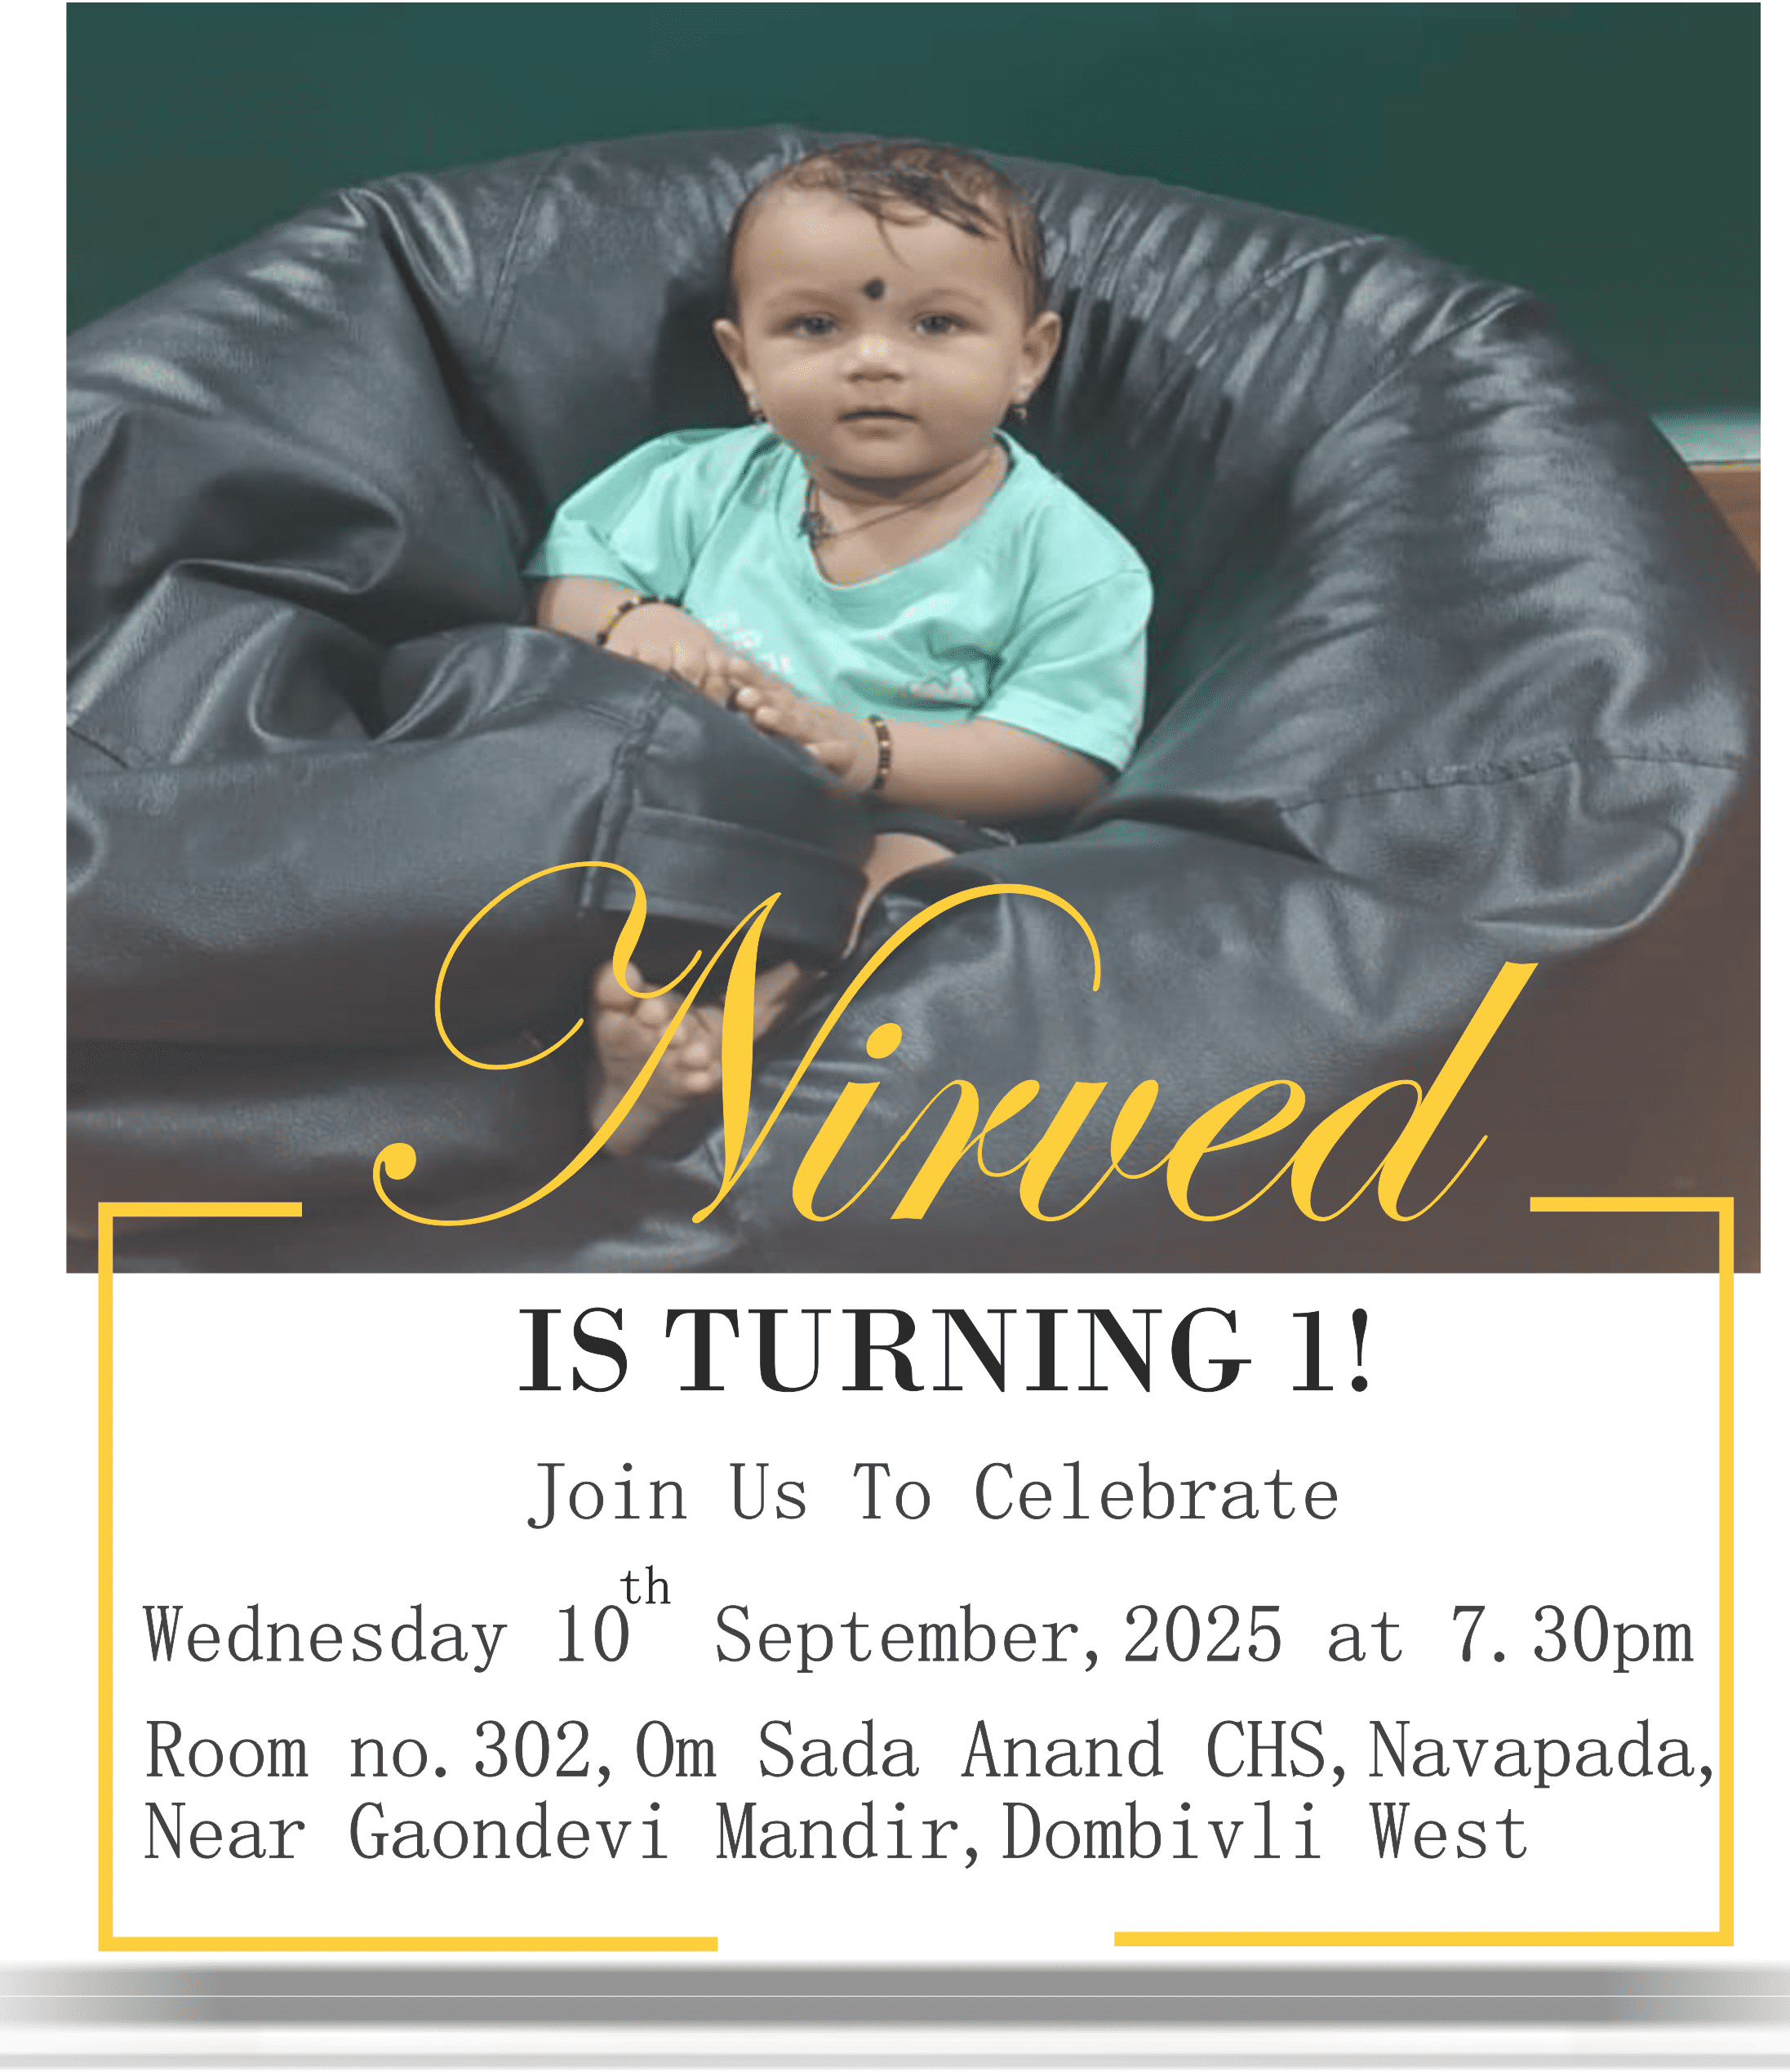 Nirved
IS TURNING 1!
Join Us To Celebrate
Wednesday 10th September, 2025 at 7.30pm
Room no. 302, Om Sada Anand CHS, Navapada,
Near Gaondevi Mandir, Dombivli West